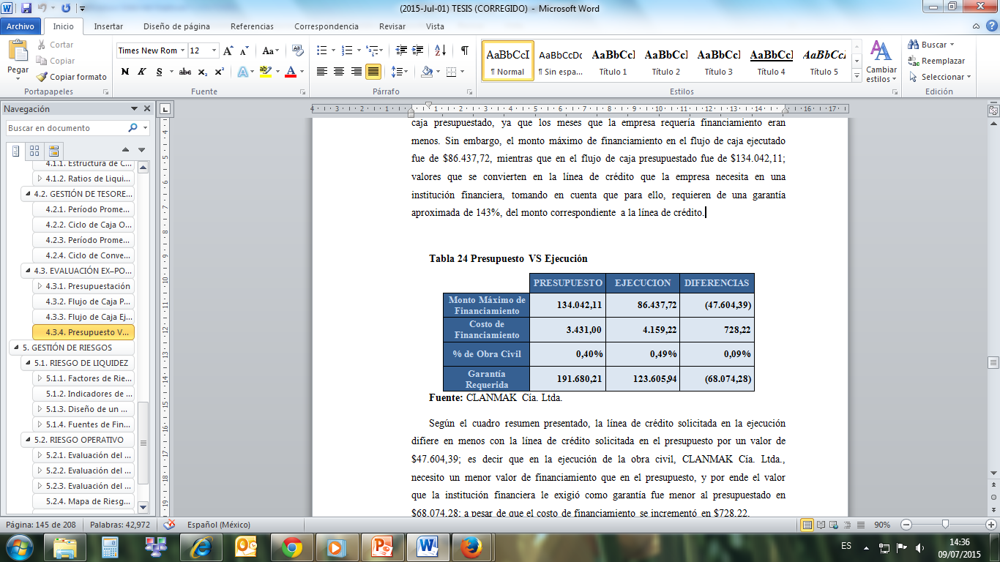 (2015-Jul-01) TESIS (CORREGIDO) - Microsoft Word
Archivo Inicio Insertar Diseño de página Referencias Correspondencia Revisar Vista
Pegar
Cortar
Copiar
Copiar formato
Portapapeles
Times New Rom 12
N K S abc x₂ x²
Fuente
Párrafo
AaBbCcI AaBbCcDc AaBbCcI AaBbCcI AaBbCcI AaBbCcI AaBbCcI
¶ Normal ¶ Sin espa... Título 1 Título 2 Título 3 Título 4 Título 5
Estilos
Cambiar estilos
Buscar
Reemplazar
Seleccionar
Edición
Navegación
Buscar en documento
4.1.1. Estructura de C...
4.1.2. Ratios de Liqui...
4.2. GESTIÓN DE TESORE...
4.2.1. Período Prome...
4.2.2. Ciclo de Caja O...
4.2.3. Período Prome...
4.2.4. Ciclo de Conve...
4.3. EVALUACIÓN EX–PO...
4.3.1. Presupuestación
4.3.2. Flujo de Caja P...
4.3.3. Flujo de Caja Ej...
4.3.4. Presupuesto V...
5. GESTIÓN DE RIESGOS
5.1. RIESGO DE LIQUIDEZ
5.1.1. Factores de Rie...
5.1.2. Indicadores de ...
5.1.3. Diseño de un ...
5.1.4. Fuentes de Fin...
5.2. RIESGO OPERATIVO
5.2.1. Evaluación del ...
5.2.2. Evaluación del ...
5.2.3. Evaluación del ...
5.2.4. Mapa de Riesg...
caja presupuestado, ya que los meses que la empresa requería financiamiento eran
menos. Sin embargo, el monto máximo de financiamiento en el flujo de caja ejecutado
fue de $86.437,72, mientras que en el flujo de caja presupuestado fue de $134.042,11;
valores que se convierten en la línea de crédito que la empresa necesita en una
institución financiera, tomando en cuenta que para ello, requieren de una garantía
aproximada de 143%, del monto correspondiente a la línea de crédito.
Tabla 24 Presupuesto VS Ejecución
PRESUPUESTO EJECUCION DIFERENCIAS
Monto Máximo de Financiamiento 134.042,11 86.437,72 (47.604,39)
Costo de Financiamiento 3.431,00 4.159,22 728,22
% de Obra Civil 0,40% 0,49% 0,09%
Garantía Requerida 191.680,21 123.605,94 (68.074,28)
Fuente: CLANMAK Cía. Ltda.
Según el cuadro resumen presentado, la línea de crédito solicitada en la ejecución
difiere en menos con la línea de crédito solicitada en el presupuesto por un valor de
$47.604,39; es decir que en la ejecución de la obra civil, CLANMAK Cía. Ltda.,
necesito un menor valor de financiamiento que en el presupuesto, y por ende el valor
que la institución financiera le exigió como garantía fue menor al presupuestado en
$68.074,28; a pesar de que el costo de financiamiento se incrementó en $728,22.
Página: 145 de 208 Palabras: 42,972 Español (México) 90%
ES 14:36
09/07/2015